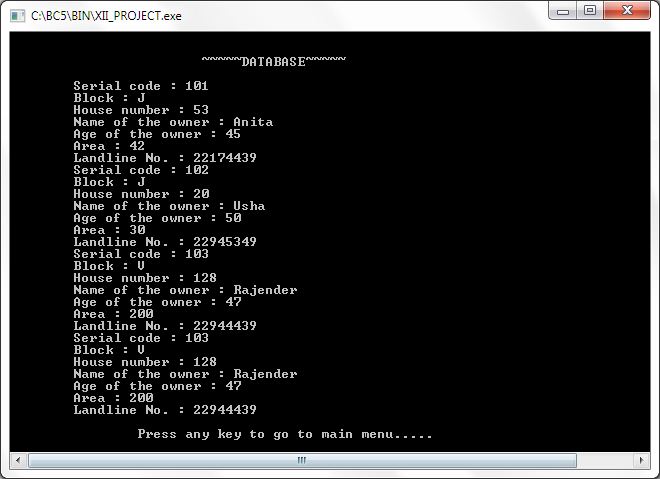 C:\BC5\BIN\XII_PROJECT.exe
~~~~~DATABASE~~~~~
Serial code : 101
Block : J
House number : 53
Name of the owner : Anita
Age of the owner : 45
Area : 42
Landline No. : 22174439
Serial code : 102
Block : J
House number : 20
Name of the owner : Usha
Age of the owner : 50
Area : 30
Landline No. : 22945349
Serial code : 103
Block : V
House number : 128
Name of the owner : Rajender
Age of the owner : 47
Area : 200
Landline No. : 22944439
Serial code : 103
Block : V
House number : 128
Name of the owner : Rajender
Age of the owner : 47
Area : 200
Landline No. : 22944439
Press any key to go to main menu.....